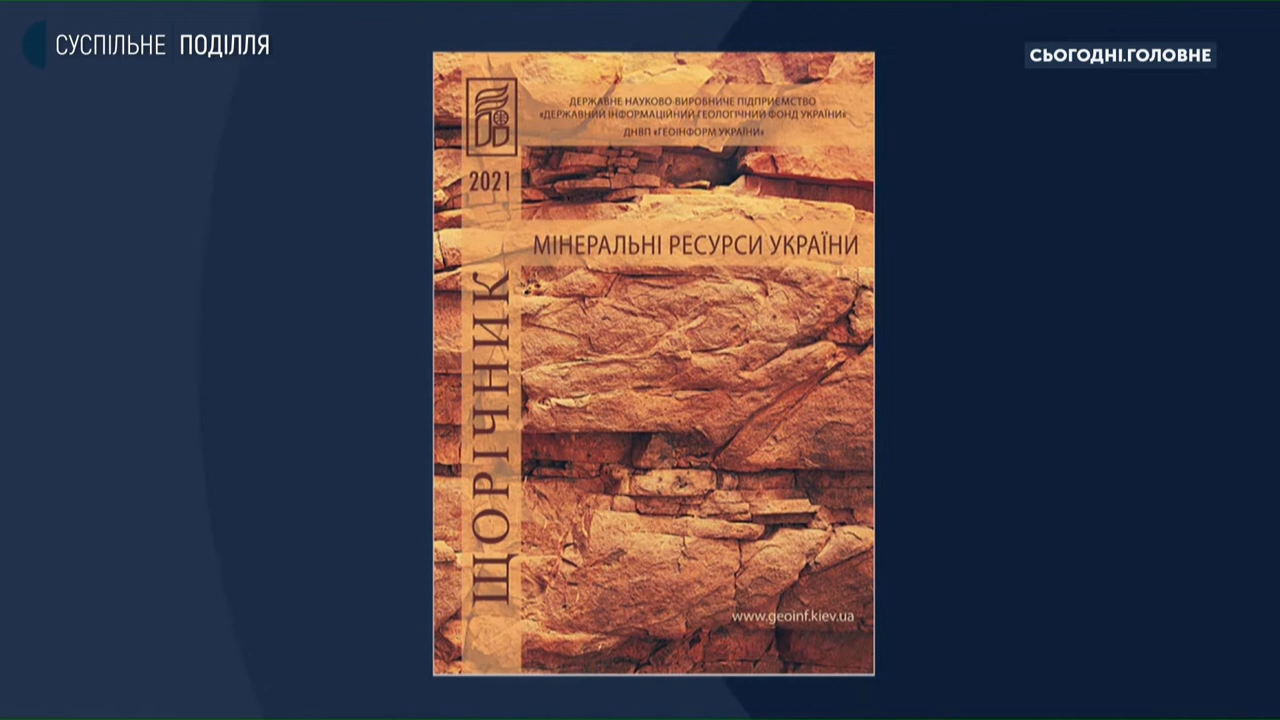 СУСПІЛЬНЕ ПОДІЛЛЯ
СЬОГОДНІ.ГОЛОВНЕ
ДЕРЖАВНЕ НАУКОВО-ВИРОБНИЧЕ ПІДПРИЄМСТВО
«ДЕРЖАВНИЙ ІНФОРМАЦІЙНИЙ ГЕОЛОГІЧНИЙ ФОНД УКРАЇНИ»
ДНВП «ГЕОІНФОРМ УКРАЇНИ»
2021
МІНЕРАЛЬНІ РЕСУРСИ УКРАЇНИ
ЩОРІЧНИК
www.geoinf.kiev.ua